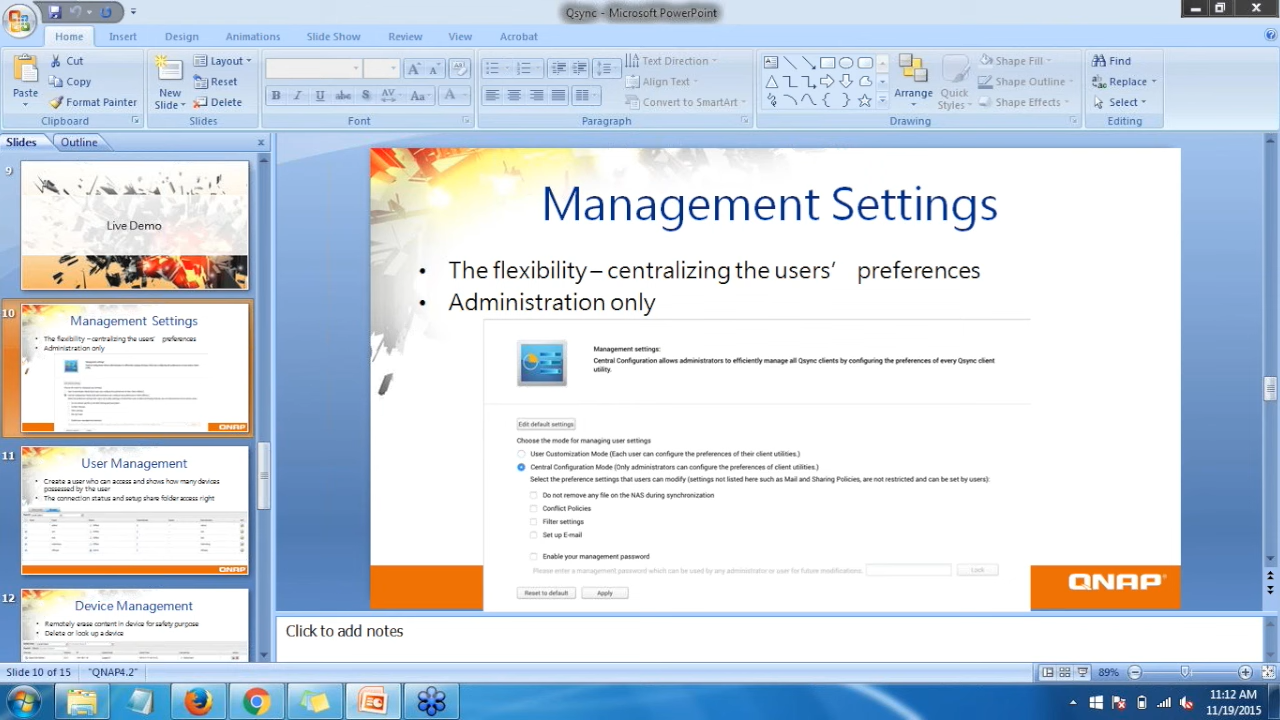 Qsync - Microsoft PowerPoint
Home Insert Design Animations Slide Show Review View Acrobat
Paste
Cut
Copy
Format Painter
Clipboard
New Slide
Layout
Reset
Delete
Slides
B I U abc S AV Aa A
Font
Text Direction
Align Text
Convert to SmartArt
Paragraph
Arrange
Quick Styles
Shape Fill
Shape Outline
Shape Effects
Drawing
Find
Replace
Select
Editing
Slides Outline
9
Live Demo
10
Management Settings
• The flexibility – centralizing the users’ preferences
• Administration only
QNAP
11
User Management
• Create a user who can access and shows how many devices possessed by the user
• The connection status and setup share folder access right
12
Device Management
• Remotely erase content in device for safety purpose
• Delete or look up a device
Management Settings
• The flexibility – centralizing the users’ preferences
• Administration only
Management settings:
Central Configuration allows administrators to efficiently manage all Qsync clients by configuring the preferences of every Qsync client
utility.
Edit default settings
Choose the mode for managing user settings
User Customization Mode (Each user can configure the preferences of their client utilities.)
Central Configuration Mode (Only administrators can configure the preferences of client utilities.)
Select the preference settings that users can modify (settings not listed here such as Mail and Sharing Policies, are not restricted and can be set by users):
Do not remove any file on the NAS during synchronization
Conflict Policies
Filter settings
Set up E-mail
Enable your management password
Please enter a management password which can be used by any administrator or user for future modifications.
Lock
Reset to default Apply
QNAP
Click to add notes
Slide 10 of 15 "QNAP4.2" 89%
11:12 AM
11/19/2015